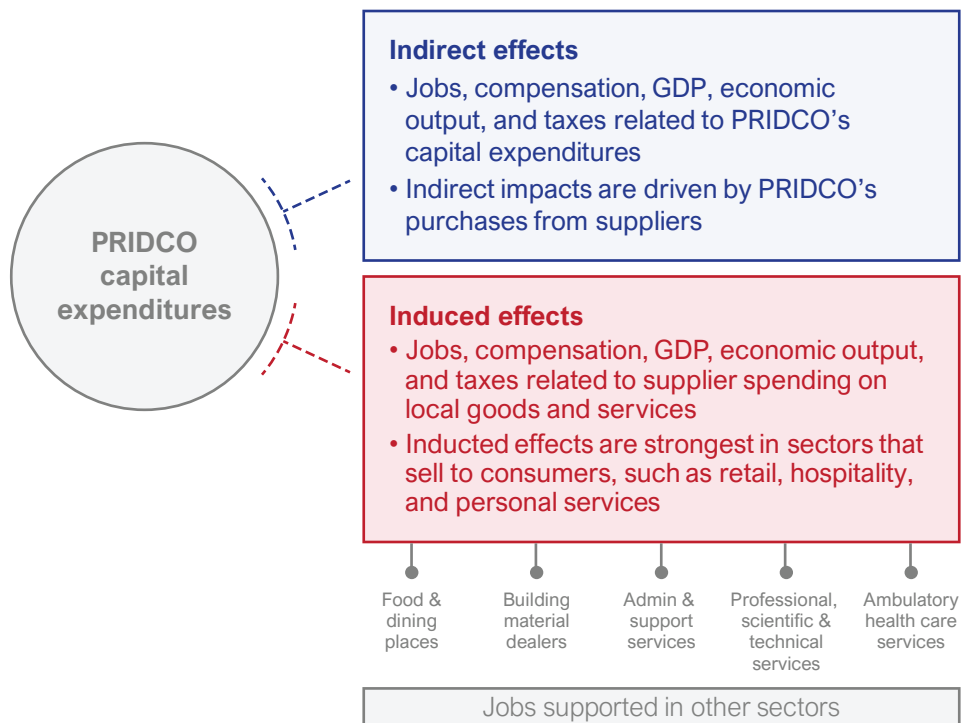 PRIDCO
capital
expenditures
Indirect effects
• Jobs, compensation, GDP, economic
output, and taxes related to PRIDCO's
capital expenditures
• Indirect impacts are driven by PRIDCO's
purchases from suppliers
Induced effects
• Jobs, compensation, GDP, economic output,
and taxes related to supplier spending on
local goods and services
• Inducted effects are strongest in sectors that
sell to consumers, such as retail, hospitality,
and personal services
Food &
dining
places
Building
material
dealers
Admin &
support
services
Professional,
scientific &
technical
services
Ambulatory
health care
services
Jobs supported in other sectors